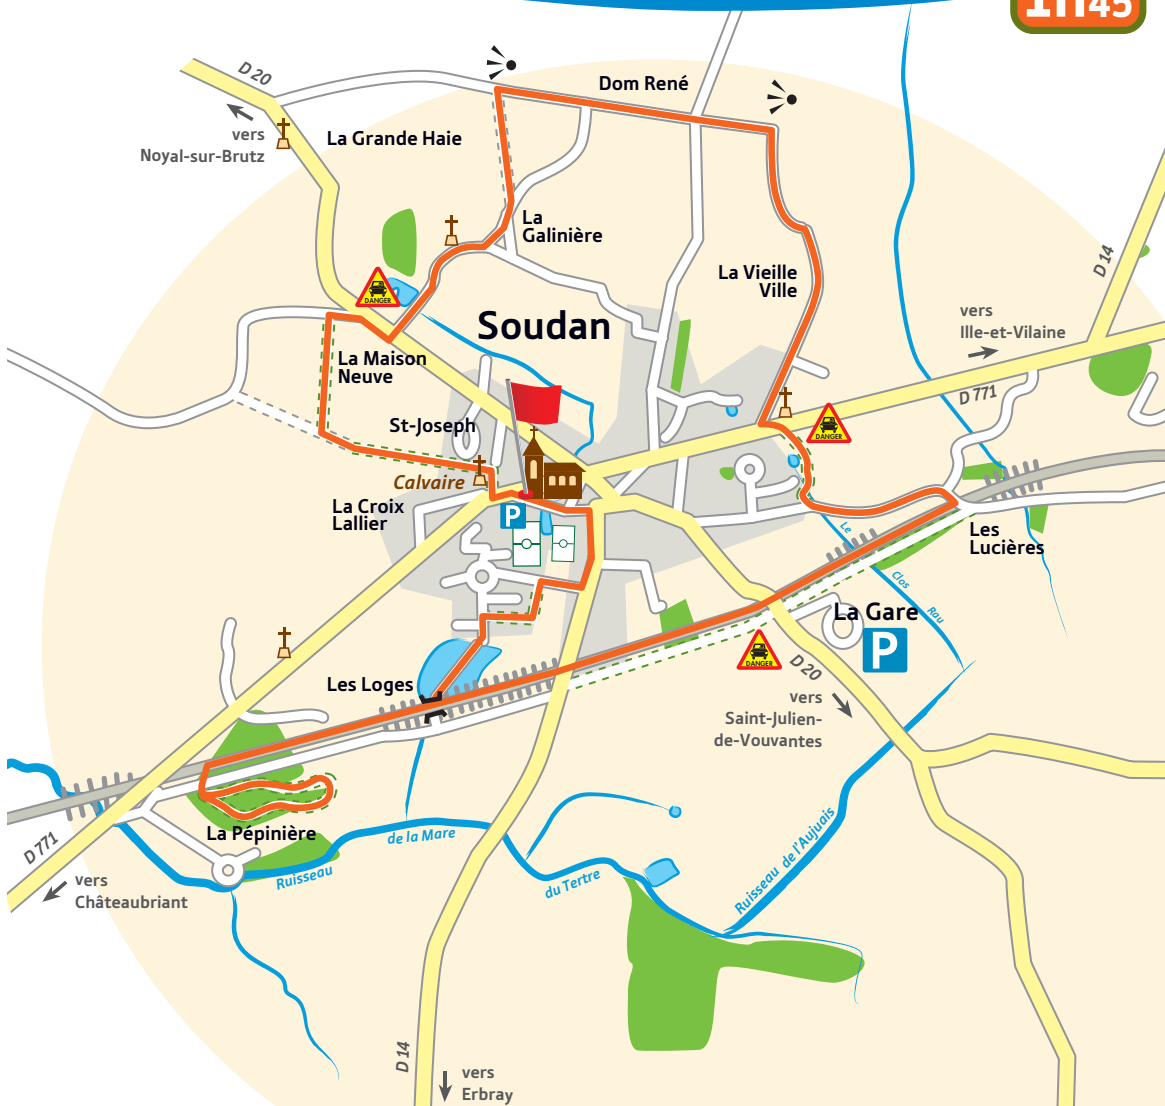 1H45
D 20
Dom René
vers
Noyal-sur-Brutz
La Grande Haie
La
Galinière
D 14
La Vieille
Ville
vers
Ille-et-Vilaine
DANGER
Soudan
La Maison
Neuve
D 771
St-Joseph
DANGER
Calvaire
La Croix
Lallier
P
Le
Clos
Rau
Les
Lucières
La Gare
P
DANGER
D 20
Les Loges
vers
Saint-Julien-
de-Vouvantes
La Pépinière
de la Mare
D 771
Ruisseau
du Tertre
Ruisseau de l'Aujuais
vers
Châteaubriant
D 14
vers
Erbray